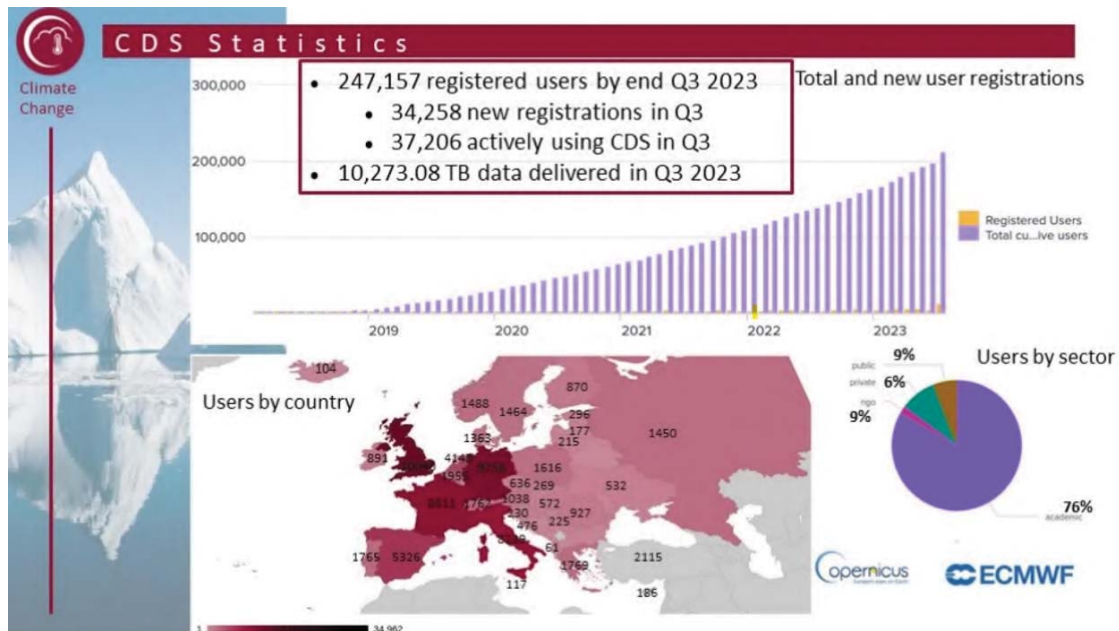 CDS Statistics
Climate
Change
300,000
200,000
100,000
• 247,157 registered users by end Q3 2023
• 34,258 new registrations in Q3
• 37,206 actively using CDS in Q3
• 10,273.08 TB data delivered in Q3 2023
Total and new user registrations
Registered Users
Total cu...ive users
2019
2020
2021
2022
2023
Users by country
104
870
1488
1464
296
177
215
1363
1450
891
1616
636
269
532
1038
572
927
225
476
61
1765
5326
1769
2115
117
186
1
34,962
Users by sector
9%
public
private 6%
ngo
9%
76%
academic
opernicus
ECMWF